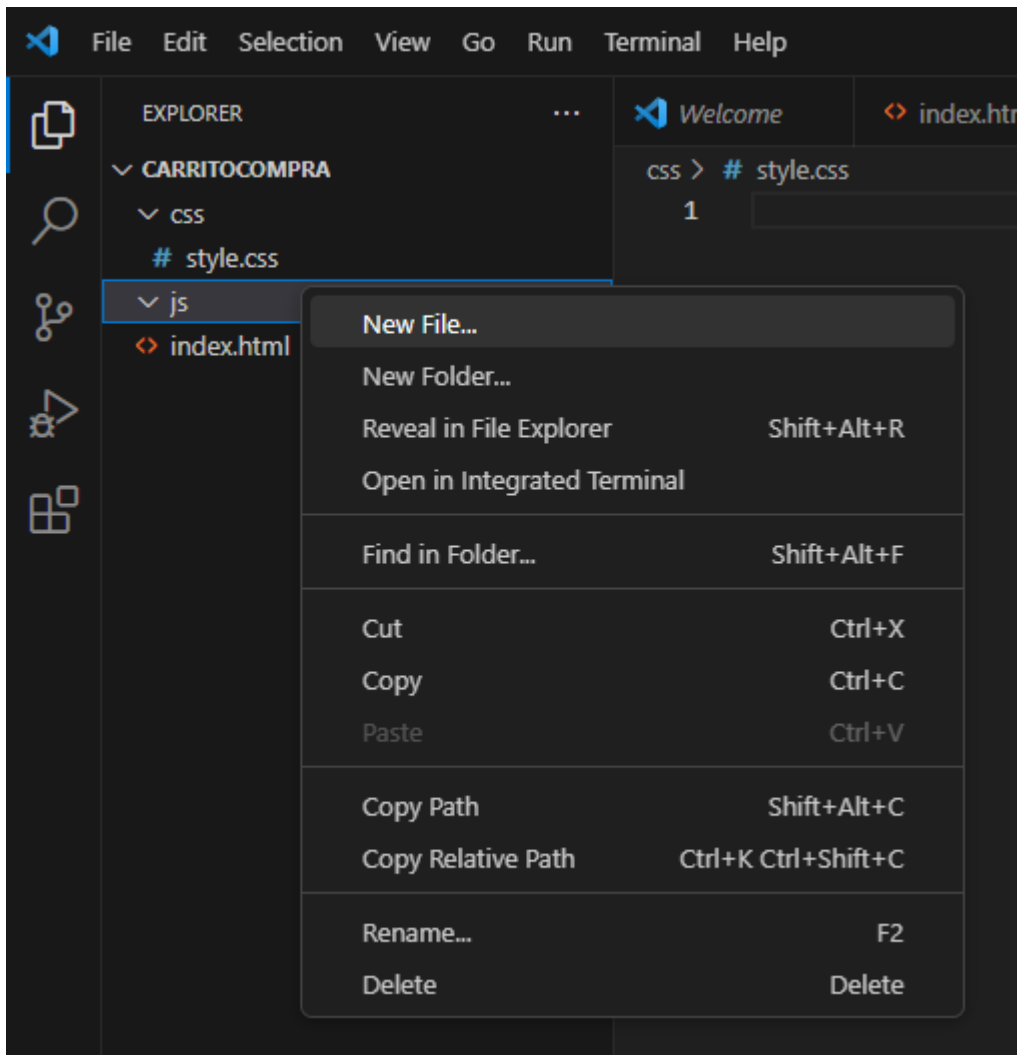 File Edit Selection View Go Run Terminal Help
EXPLORER ···
Welcome
index.htm
CARRITOCOMPRA
css
# style.css
js
index.html
css > # style.css
1
New File...
New Folder...
Reveal in File Explorer Shift+Alt+R
Open in Integrated Terminal
Find in Folder... Shift+Alt+F
Cut Ctrl+X
Copy Ctrl+C
Paste Ctrl+V
Copy Path Shift+Alt+C
Copy Relative Path Ctrl+K Ctrl+Shift+C
Rename... F2
Delete Delete